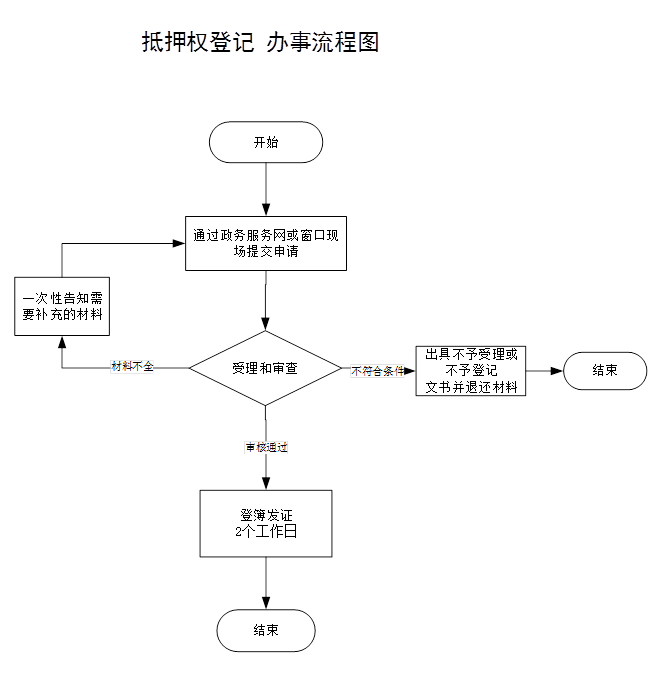 抵押权登记 办事流程图
开始
通过政务服务网或窗口现
场提交申请
一次性告知需
要补充的材料
材料不全
受理和审查
不符合条件
出具不予受理或
不予登记
文书并退还材料
结束
审核通过
登簿发证
2个工作日
结束